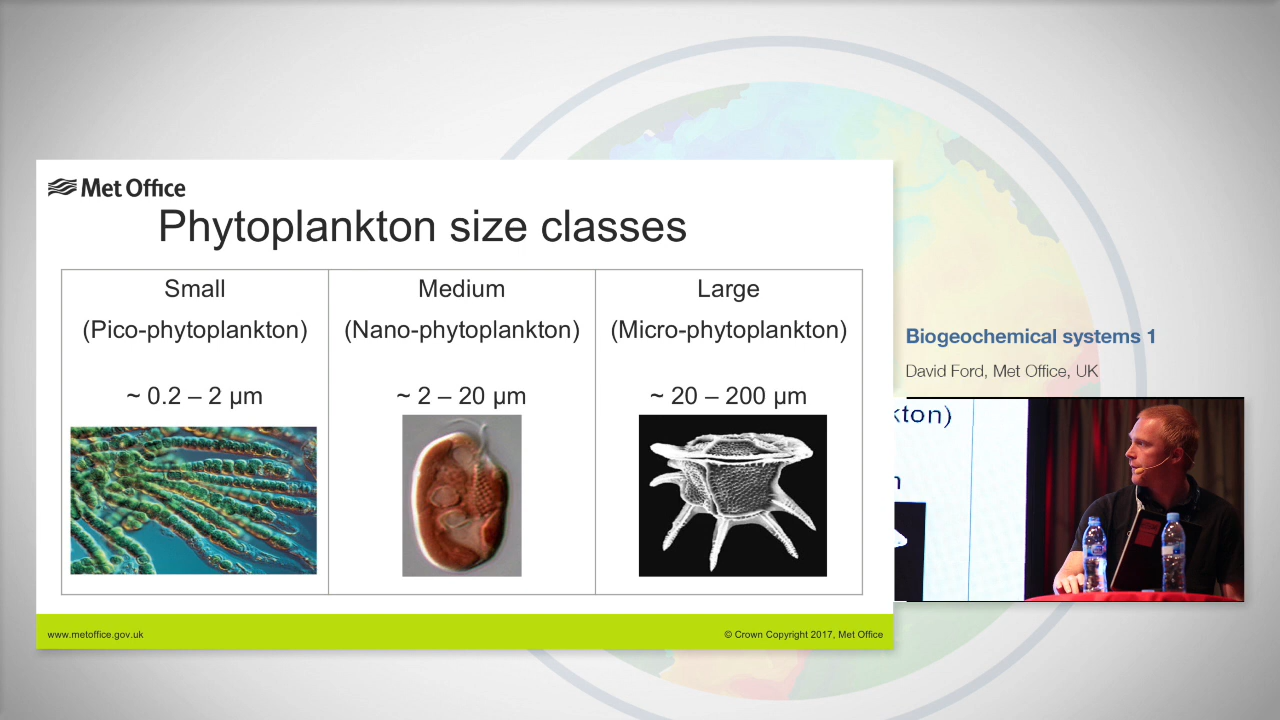 Met Office
Phytoplankton size classes
Small
(Pico-phytoplankton)
~ 0.2 – 2 µm
Medium
(Nano-phytoplankton)
~ 2 – 20 µm
Large
(Micro-phytoplankton)
~ 20 – 200 µm
www.metoffice.gov.uk
© Crown Copyright 2017, Met Office
Biogeochemical systems 1
David Ford, Met Office, UK
kton)